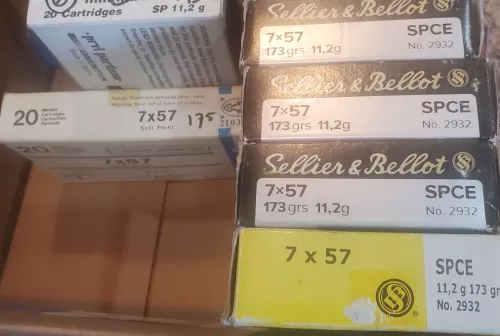 20 Cartridges
SP 11,2 g
20
Cartridges
7x57
Soft Point
175
20
7x57
Sellier & Bellot
7x57
SPCE
173 grs 11,2g
No. 2932
Sellier & Bellot
7x57
SPCE
173 grs 11,2g
No. 2932
Sellier & Bellot
7x57
SPCE
173 grs 11,2g
No. 2932
7 x 57
SPCE
11,2 g 173 gr
No. 2932